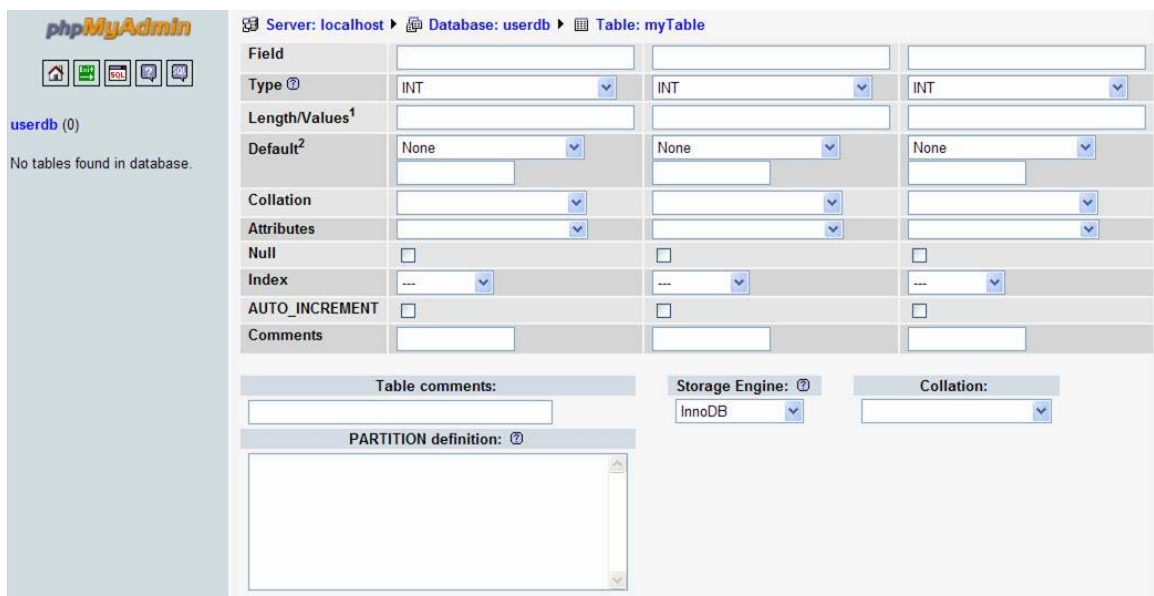 phpMyAdmin
Server: localhost Database: userdb Table: myTable
SQL
userdb (0)
No tables found in database.
Field
Type INT INT INT
Length/Values1
Default2 None None None
Collation
Attributes
Null
Index --- --- ---
AUTO_INCREMENT
Comments
Table comments: Storage Engine: Collation:
InnoDB
PARTITION definition: